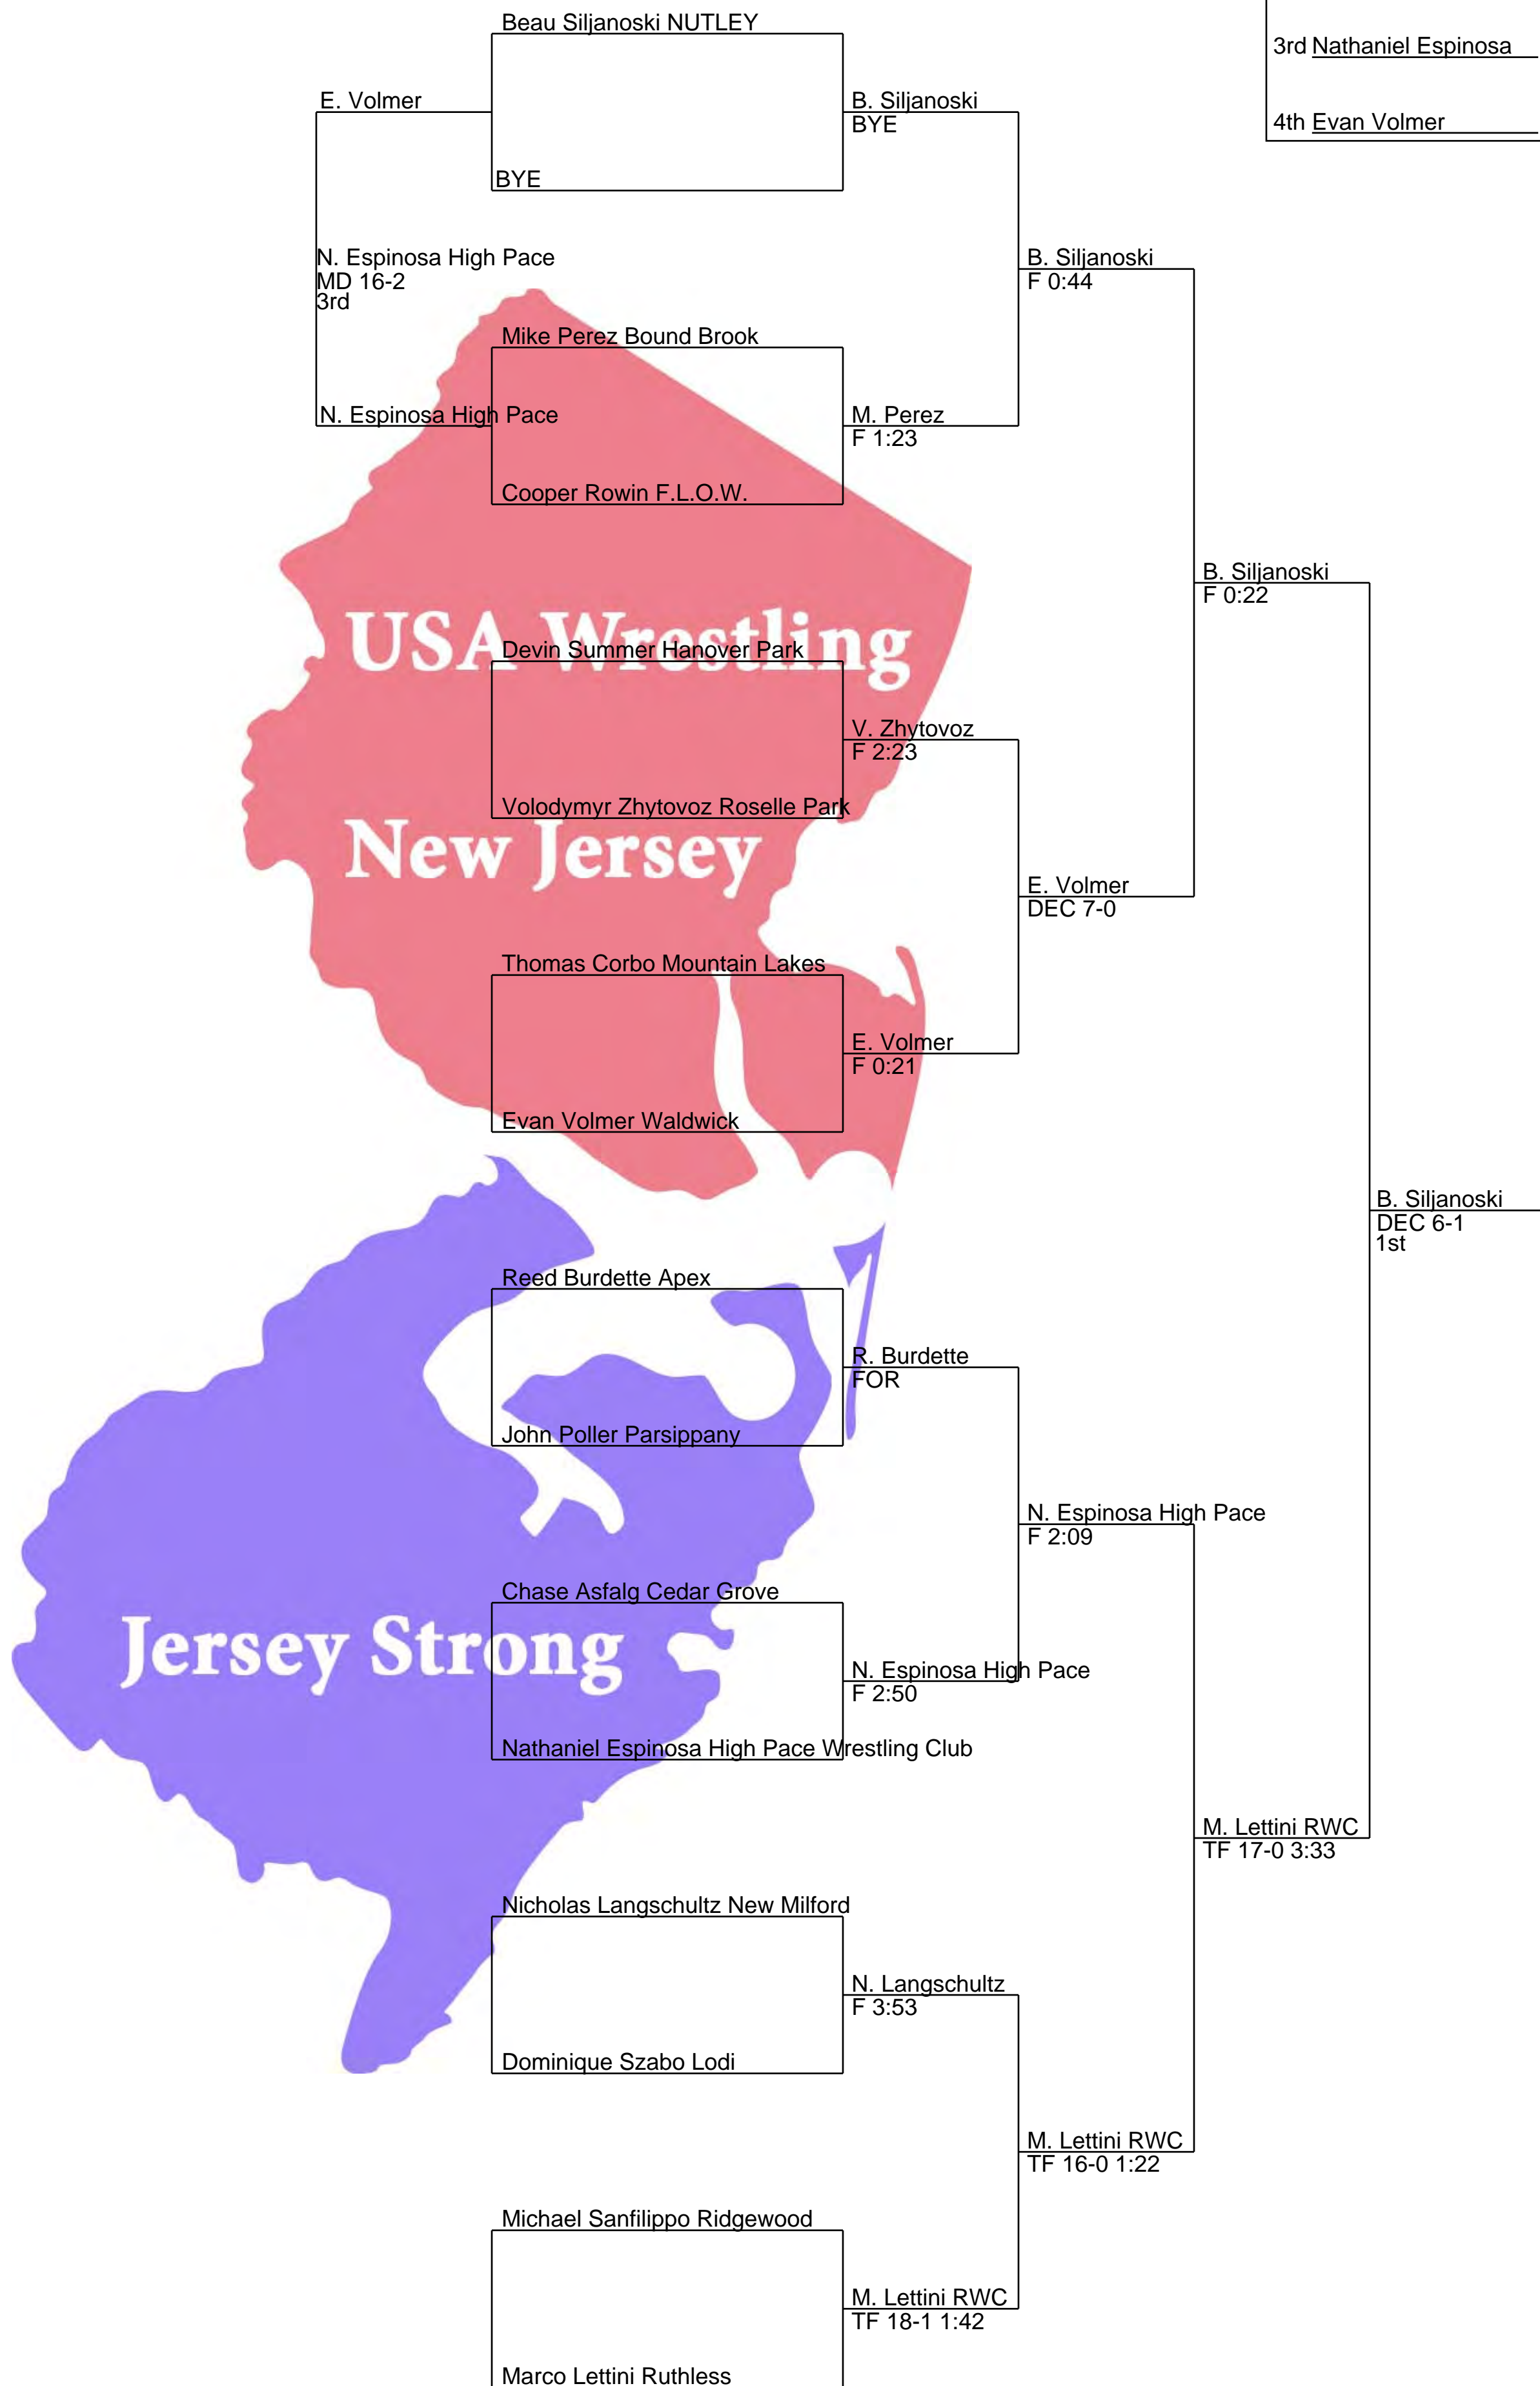 Beau Siljanoski NUTLEY
3rd Nathaniel Espinosa
E. Volmer
B. Siljanoski
BYE
4th Evan Volmer
BYE
N. Espinosa High Pace
MD 16-2
3rd
B. Siljanoski
F 0:44
Mike Perez Bound Brook
N. Espinosa High Pace
M. Perez
F 1:23
Cooper Rowin F.L.O.W.
B. Siljanoski
F 0:22
USA Wrestling
Devin Summer Hanover Park
V. Zhytovoz
F 2:23
Volodymyr Zhytovoz Roselle Park
New Jersey
E. Volmer
DEC 7-0
Thomas Corbo Mountain Lakes
E. Volmer
F 0:21
Evan Volmer Waldwick
B. Siljanoski
DEC 6-1
1st
Reed Burdette Apex
R. Burdette
FOR
John Poller Parsippany
N. Espinosa High Pace
F 2:09
Chase Asfalg Cedar Grove
Jersey Strong
N. Espinosa High Pace
F 2:50
Nathaniel Espinosa High Pace Wrestling Club
M. Lettini RWC
TF 17-0 3:33
Nicholas Langschultz New Milford
N. Langschultz
F 3:53
Dominique Szabo Lodi
M. Lettini RWC
TF 16-0 1:22
Michael Sanfilippo Ridgewood
M. Lettini RWC
TF 18-1 1:42
Marco Lettini Ruthless